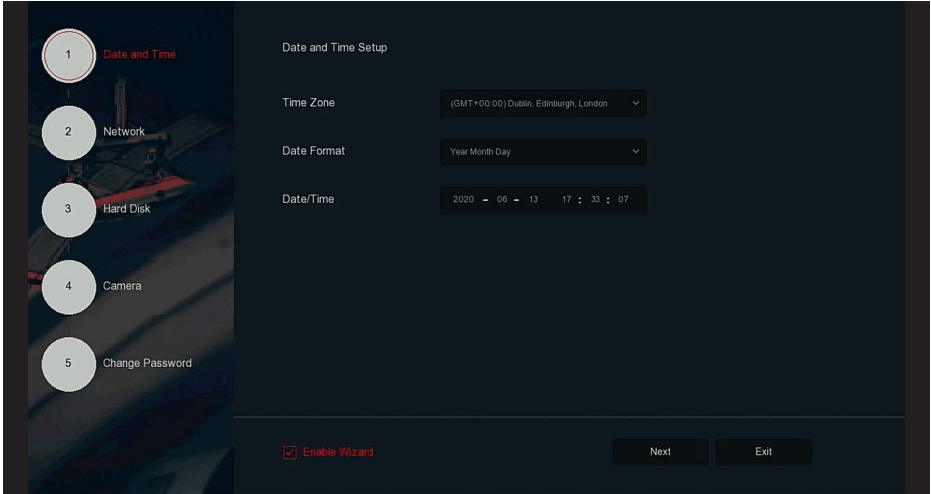 1 Date and Time
2 Network
3 Hard Disk
4 Camera
5 Change Password
Date and Time Setup
Time Zone (GMT+00:00) Dublin, Edinburgh, London
Date Format Year Month Day
Date/Time 2020 - 06 - 13 17 : 33 : 07
Enable Wizard Next Exit